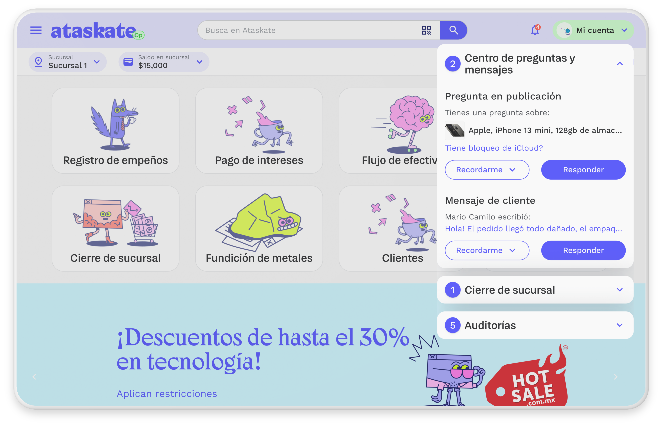 ataskate
Busca en Ataskate
Mi cuenta
Sucursal
Sucursal 1
Saldo en sucursal
$15,000
2
Centro de preguntas y
mensajes
Pregunta en publicación
Tienes una pregunta sobre:
Apple, iPhone 13 mini, 128gb de almac...
Tiene bloqueo de iCloud?
Recordarme
Responder
Mensaje de cliente
Mario Camilo escribió:
Hola! El pedido llegó todo dañado, el empaq...
Recordarme
Responder
1
Cierre de sucursal
5
Auditorías
Registro de empeños
Pago de intereses
Flujo de efectiv
Cierre de sucursal
Fundición de metales
Clientes
¡Descuentos de hasta el 30%
en tecnología!
Aplican restricciones
HOT
SALE
.com.mx